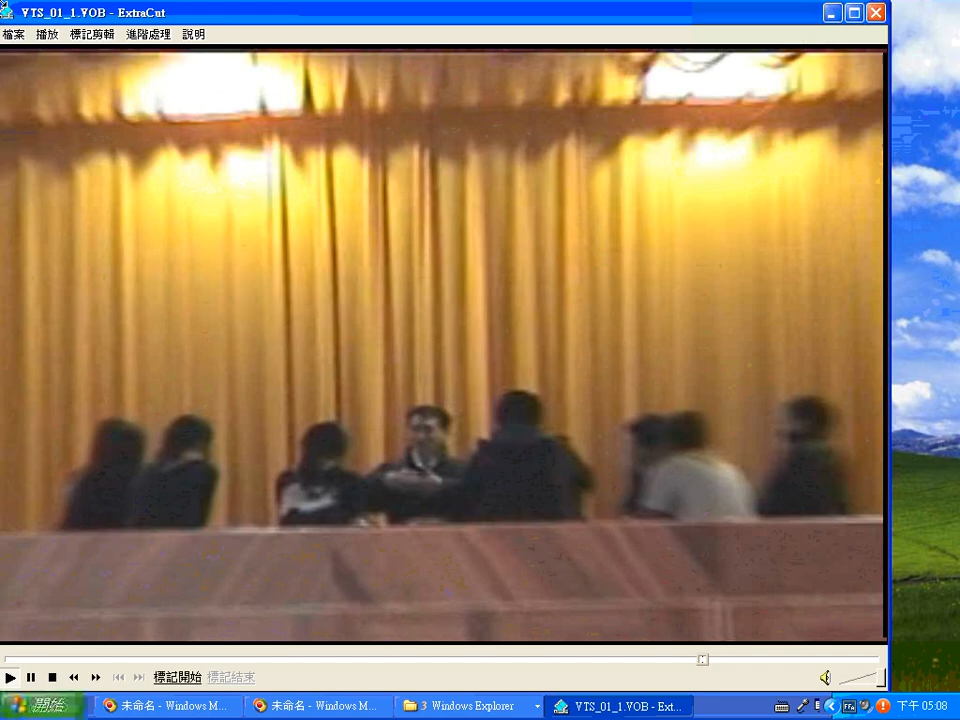 VTS_01_1.VOB - ExtraCut
檔案 播放 標記剪輯 進階處理 說明
標記開始 標記結束
開始 未命名 - Windows M... 未命名 - Windows M... 3 Windows Explorer VTS_01_1.VOB - Ext... 下午 05:08